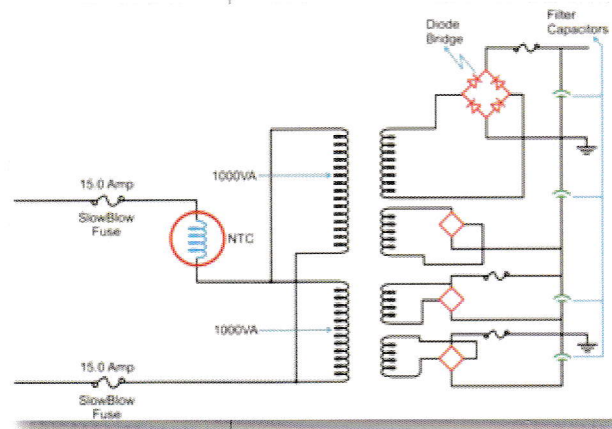 Diode
Bridge
Filter
Capacitors
1000VA
15.0 Amp
SlowBlow
Fuse
NTC
1000VA
15.0 Amp
SlowBlow
Fuse